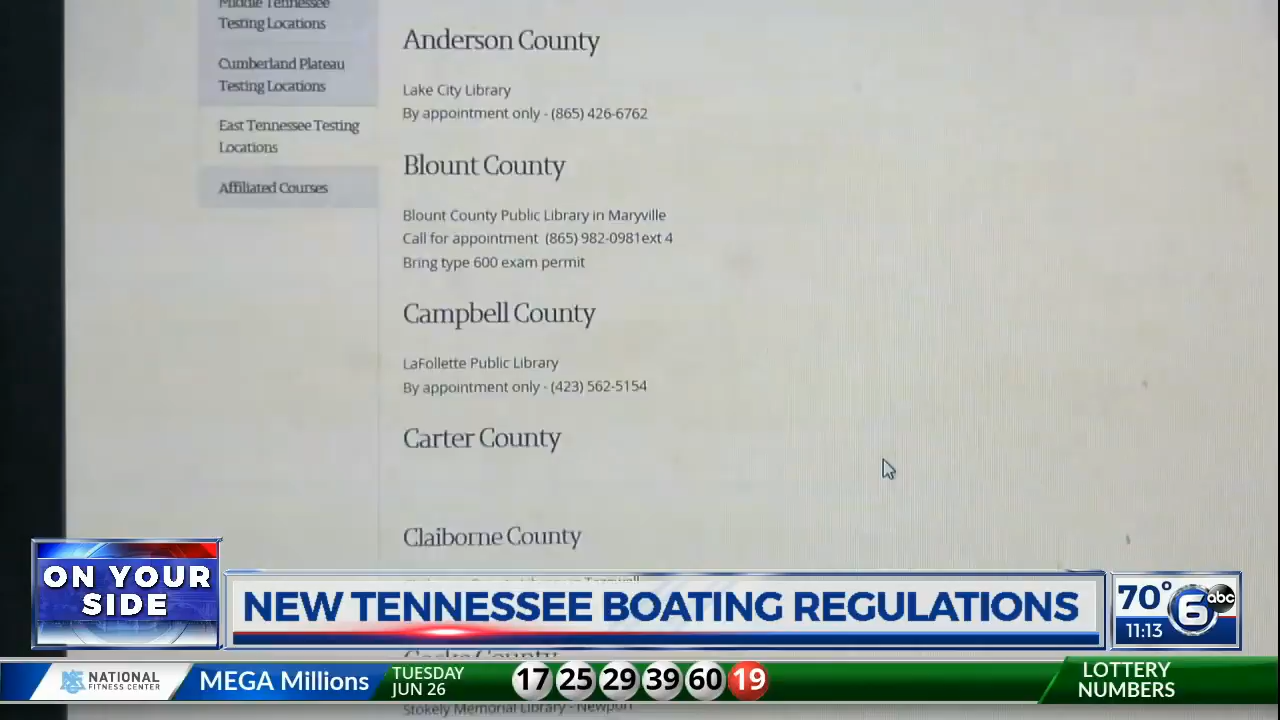 Middle Tennessee
Testing Locations
Cumberland Plateau
Testing Locations
East Tennessee Testing
Locations
Affiliated Courses
Anderson County
Lake City Library
By appointment only - (865) 426-6762
Blount County
Blount County Public Library in Maryville
Call for appointment (865) 982-0981ext 4
Bring type 600 exam permit
Campbell County
LaFollette Public Library
By appointment only - (423) 562-5154
Carter County
Claiborne County
ON YOUR
SIDE
NEW TENNESSEE BOATING REGULATIONS
70°
11:13
6 abc
NATIONAL
FITNESS CENTER
MEGA Millions
TUESDAY
JUN 26
17 25 29 39 60 19
LOTTERY
NUMBERS
Stokely Memorial Library - Newport